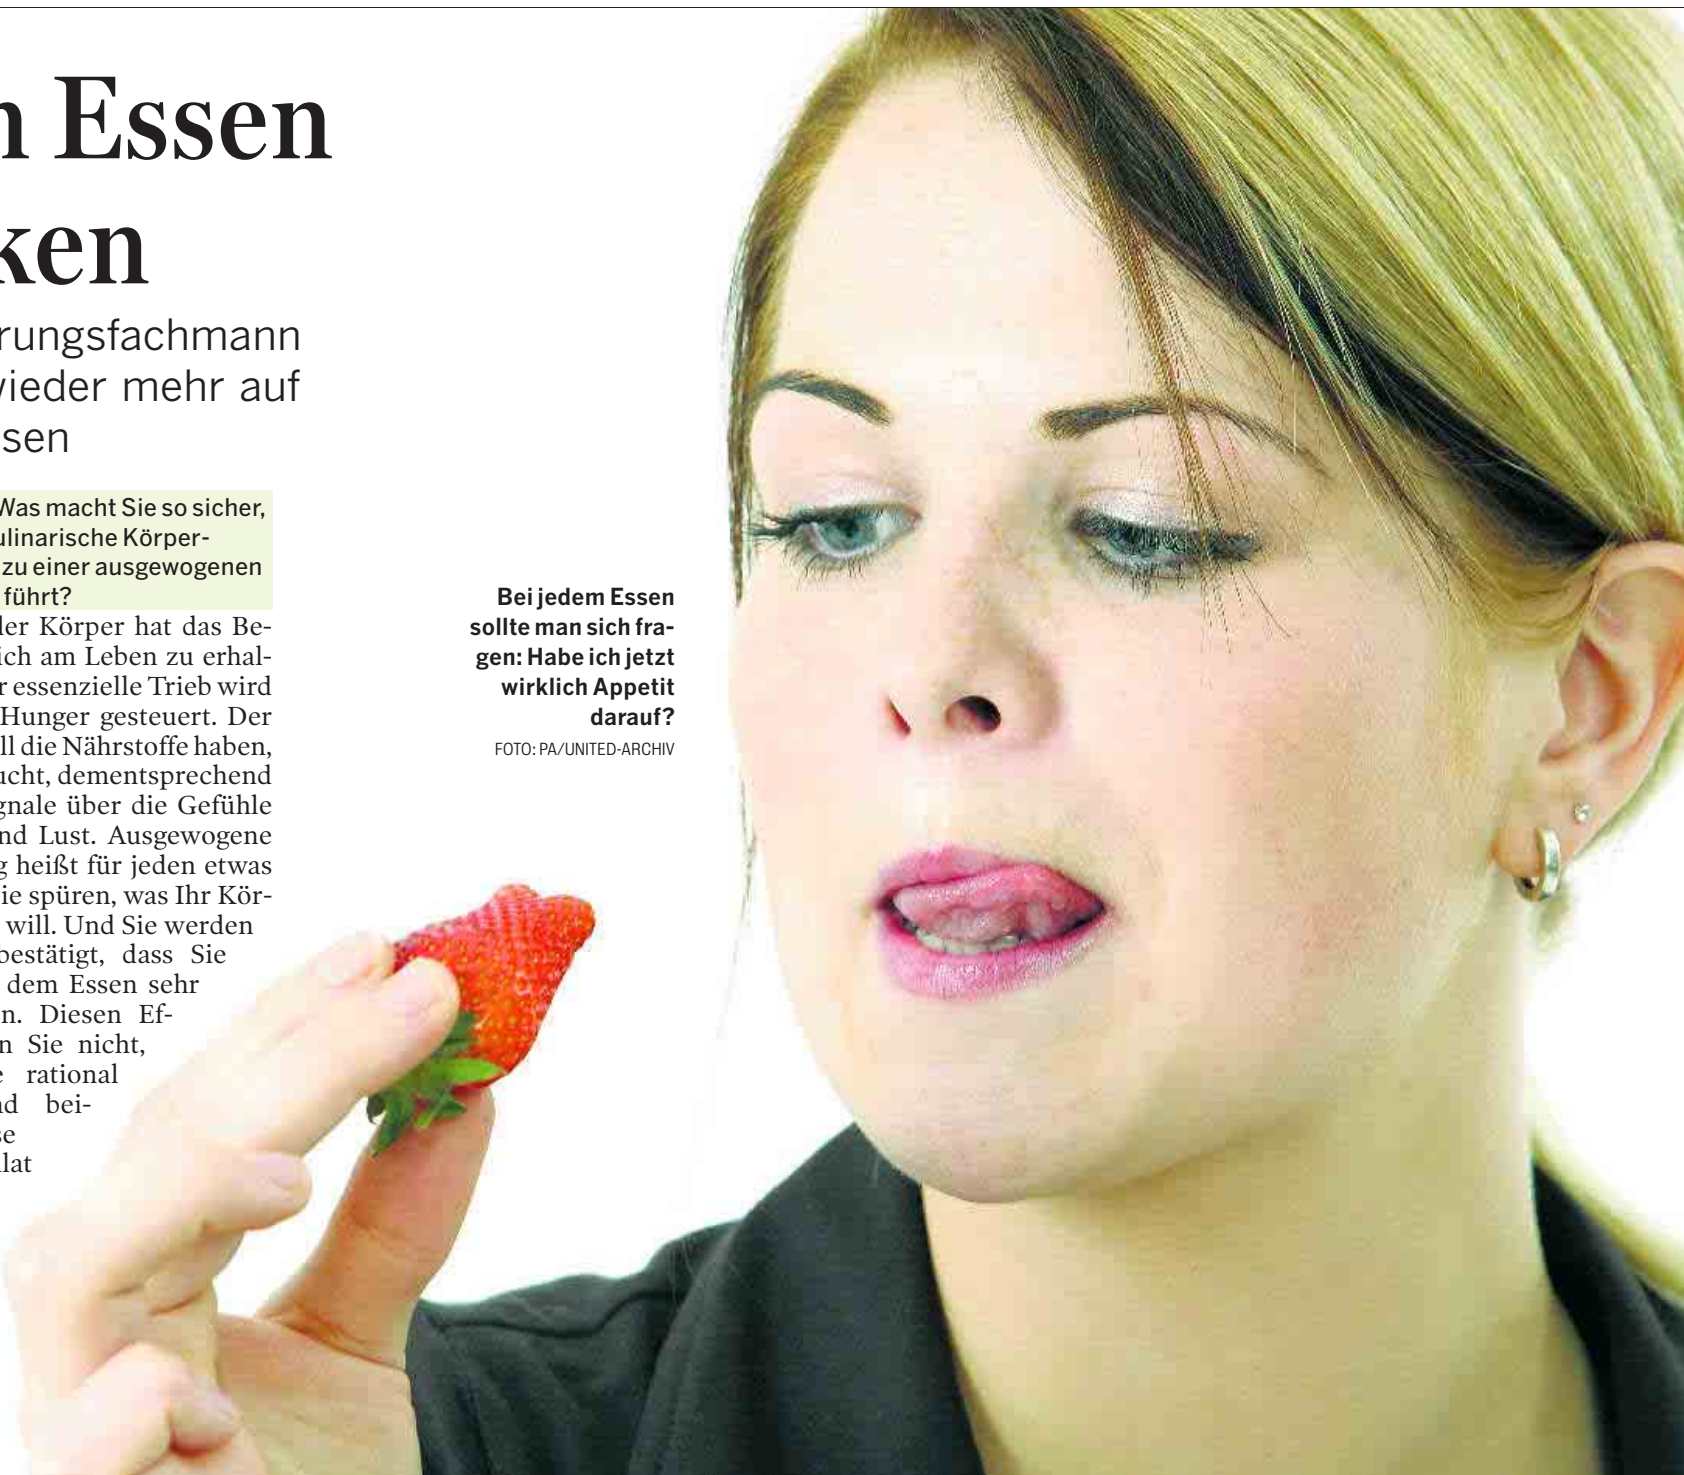 n Essen
ken
rungsfachmann
wieder mehr auf
sen
Was macht Sie so sicher,
ulinarische Körper-
zu einer ausgewogenen
führt?
der Körper hat das Be-
ich am Leben zu erhal-
r essenzielle Trieb wird
Hunger gesteuert. Der
ll die Nährstoffe haben,
ucht, dementsprechend
gnale über die Gefühle
nd Lust. Ausgewogene
g heißt für jeden etwas
ie spüren, was Ihr Kör-
will. Und Sie werden
bestätigt, dass Sie
dem Essen sehr
n. Diesen Ef-
n Sie nicht,
e rational
nd bei-
se
lat
Bei jedem Essen
sollte man sich fra-
gen: Habe ich jetzt
wirklich Appetit
darauf?
FOTO: PA/UNITED-ARCHIV